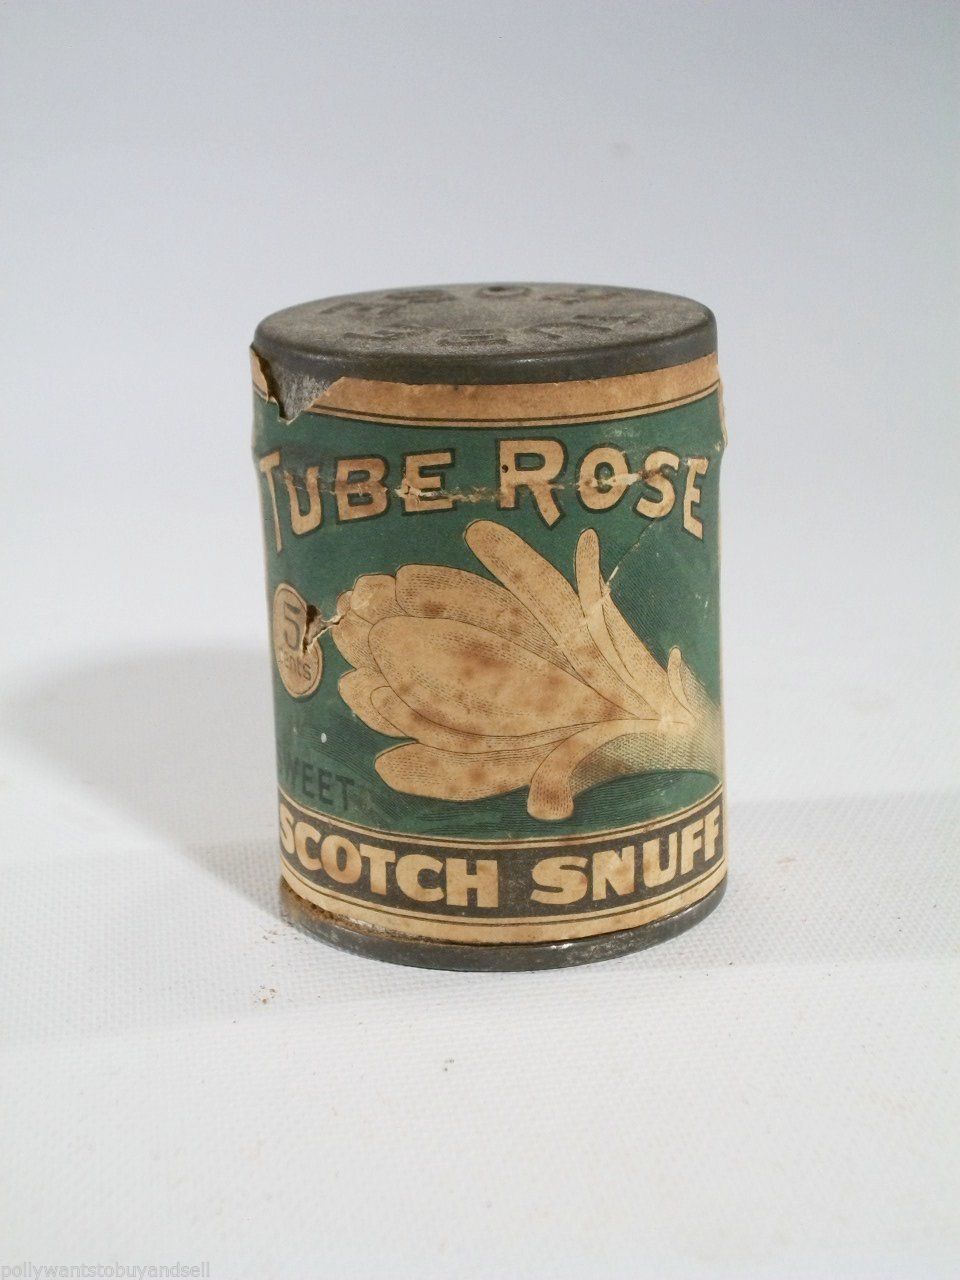 TUBE ROSE
5
cents
SWEET
SCOTCH SNUFF
pollywantstobuyandsell